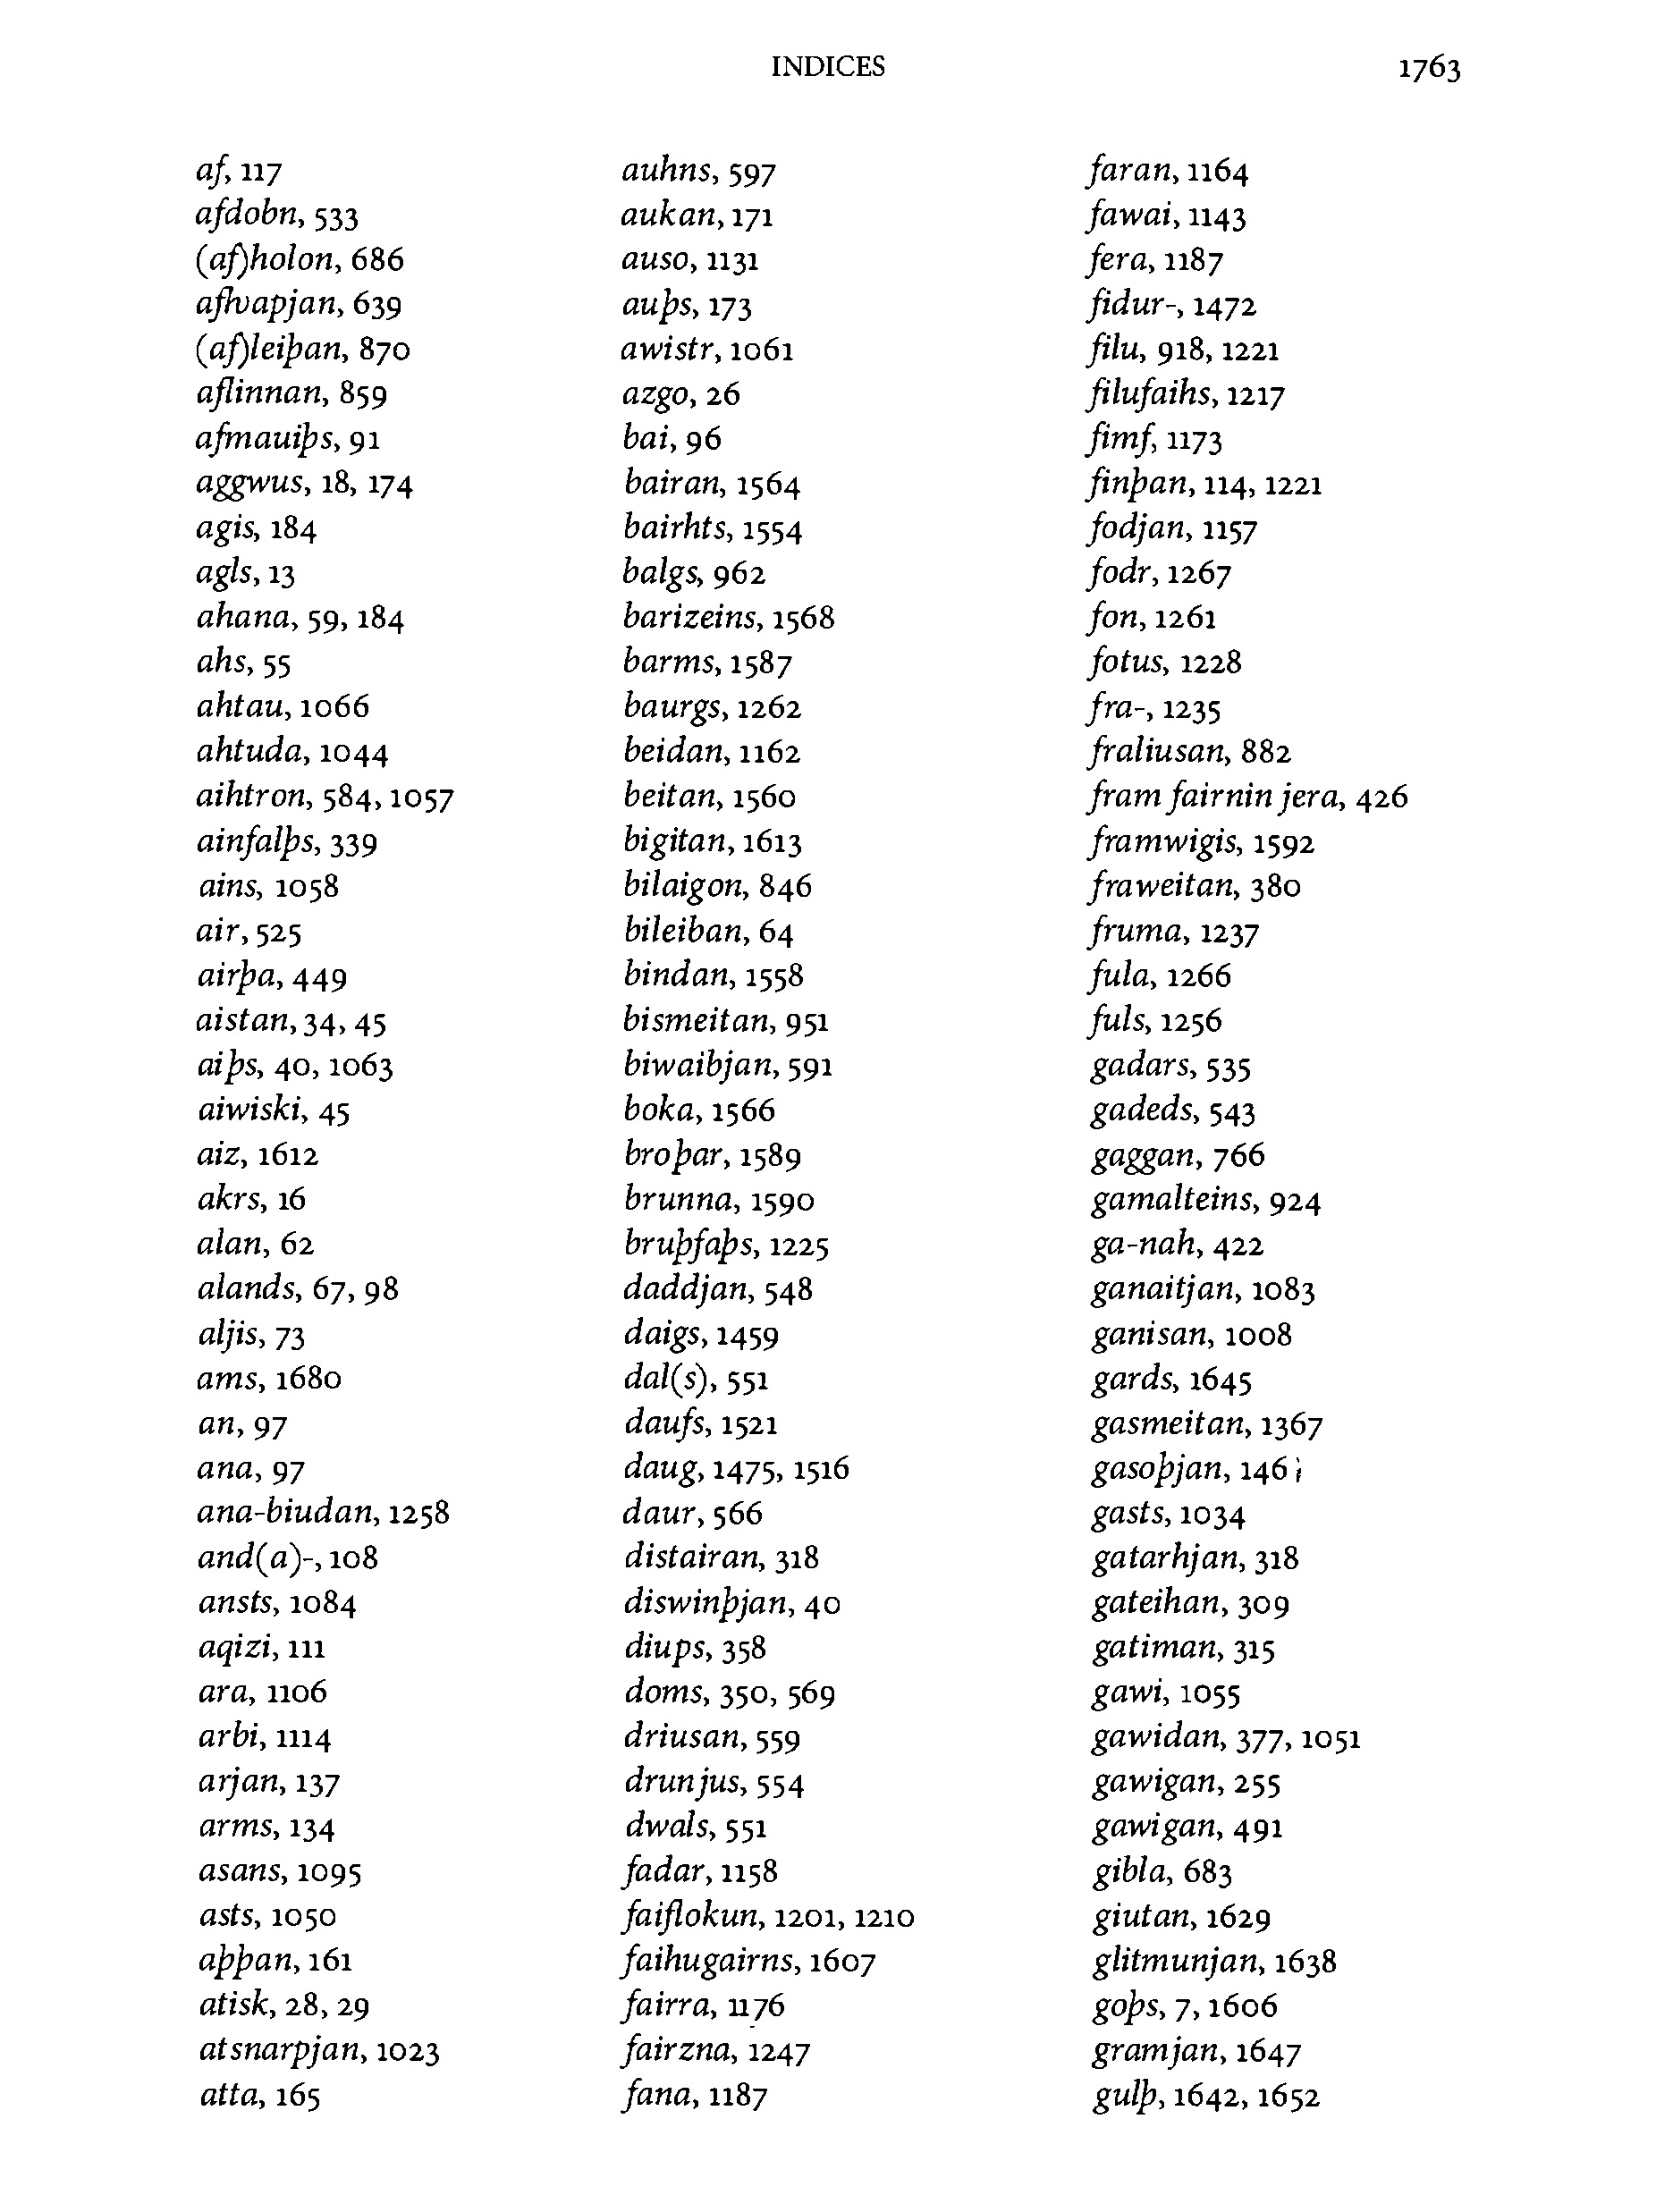 INDICES
1763
af, 117
afdobn, 533
(af)holon, 686
afƕapjan, 639
(af)leiþan, 870
aflinnan, 859
afmauiþs, 91
aggwus, 18, 174
agis, 184
agls, 13
ahana, 59, 184
ahs, 55
ahtau, 1066
ahtuda, 1044
aihtron, 584, 1057
ainfalþs, 339
ains, 1058
air, 525
airþa, 449
aistan, 34, 45
aiþs, 40, 1063
aiwiski, 45
aiz, 1612
akrs, 16
alan, 62
alands, 67, 98
aljis, 73
ams, 1680
an, 97
ana, 97
ana-biudan, 1258
and(a)-, 108
ansts, 1084
aqizi, 111
ara, 1106
arbi, 1114
arjan, 137
arms, 134
asans, 1095
asts, 1050
aþþan, 161
atisk, 28, 29
atsnarpjan, 1023
atta, 165
auhns, 597
aukan, 171
auso, 1131
auþs, 173
awistr, 1061
azgo, 26
bai, 96
bairan, 1564
bairhts, 1554
balgs, 962
barizeins, 1568
barms, 1587
baurgs, 1262
beidan, 1162
beitan, 1560
bigitan, 1613
bilaigon, 846
bileiban, 64
bindan, 1558
bismeitan, 951
biwaibjan, 591
boka, 1566
broþar, 1589
brunna, 1590
bruþfaþs, 1225
daddjan, 548
daigs, 1459
dal(s), 551
daufs, 1521
daug, 1475, 1516
daur, 566
distairan, 318
diswinþjan, 40
diups, 358
doms, 350, 569
driusan, 559
drunjus, 554
dwals, 551
fadar, 1158
faiflokun, 1201, 1210
faihugairns, 1607
fairra, 1176
fairzna, 1247
fana, 1187
faran, 1164
fawai, 1143
fera, 1187
fidur-, 1472
filu, 918, 1221
filufaihs, 1217
fimf, 1173
finþan, 114, 1221
fodjan, 1157
fodr, 1267
fon, 1261
fotus, 1228
fra-, 1235
fraliusan, 882
fram fairnin jera, 426
framwigis, 1592
fraweitan, 380
fruma, 1237
fula, 1266
fuls, 1256
gadars, 535
gadeds, 543
gaggan, 766
gamalteins, 924
ga-nah, 422
ganaitjan, 1083
ganisan, 1008
gards, 1645
gasmeitan, 1367
gasoþjan,
gasts, 1034
gatarhjan, 318
gateihan, 309
gatiman, 315
gawi, 1055
gawidan, 377, 1051
gawigan, 255
gawigan, 491
gibla, 683
giutan, 1629
glitmunjan, 1638
goþs, 7, 1606
gramjan, 1647
gulþ, 1642, 1652